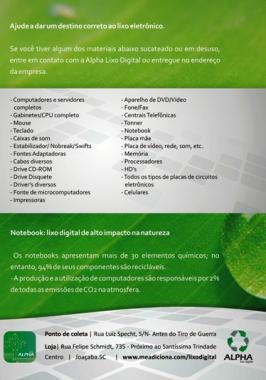 Ajude a dar um destino correto ao lixo eletrônico.
Se você tiver algum dos materiais abaixo sucateado ou em desuso,
entre em contato com a Alpha Lixo Digital ou entregue no endereço
da empresa.
- Computadores e servidores
completos
- Gabinetes/CPU completo
- Mouse
- Teclado
- Caixas de som
- Estabilizador/ Nobreak/Swifts
- Fontes Adaptadoras
- Cabos diversos
- Drive CD-ROM
- Drive Disquete
- Driver's diversos
- Fonte de microcomputadores
- Impressoras
- Aparelho de DVD/Vídeo
- Fone/Fax
- Centrais Telefônicas
- Tonner
- Notebook
- Placa mãe
- Placa de vídeo, rede, som, etc.
- Memória
- Processadores
- HD's
- Todos os tipos de placas de circuitos
eletrônicos
- Celulares
Notebook: lixo digital de alto impacto na natureza
Os notebooks apresentam mais de 30 elementos químicos; no
entanto, 94% de seus componentes são recicláveis.
- A produção e a utilização de computadores são responsáveis por 2%
de todas as emissões de CO2 na atmosfera.
Ponto de coleta | Rua Luiz Specht, S/N- Antes do Tiro de Guerra
Loja| Rua Felipe Schmidt, 735 - Próximo ao Santíssima Trindade
Centro | Joaçaba.SC | www.meadiciona.com/lixodigital
ALPHA
ALPHA